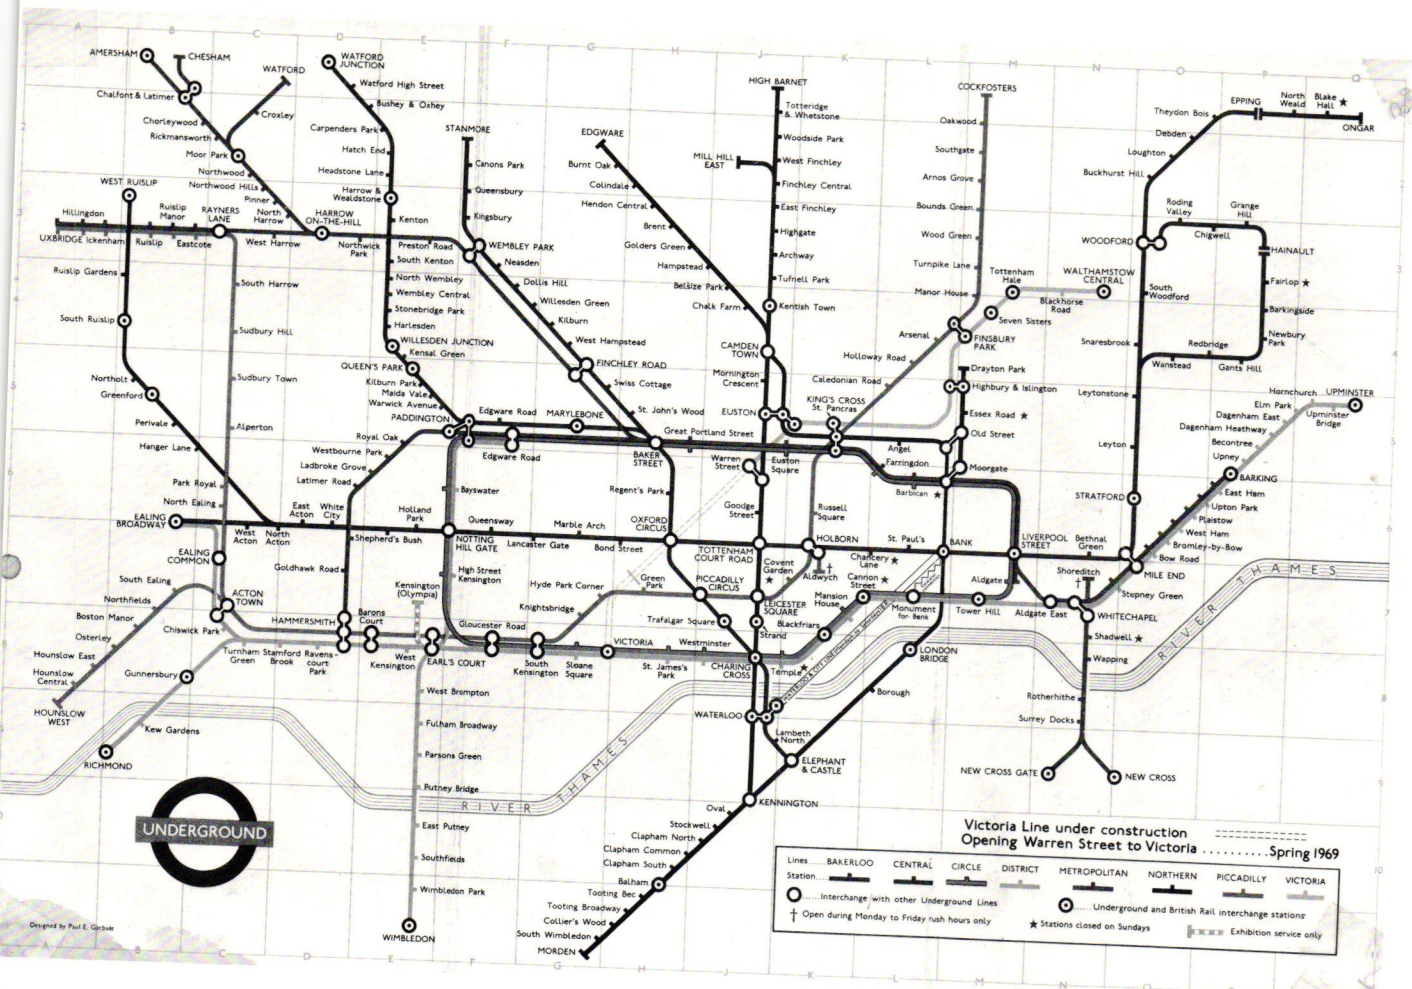 A B C D E F G H J K L M N O P Q
AMERSHAM
CHESHAM
Chalfont & Latimer
WATFORD
Croxley
Chorleywood
Rickmansworth
Moor Park
Northwood
Northwood Hills
Pinner
North
Harrow
HARROW
ON-THE-HILL
WATFORD
JUNCTION
Watford High Street
Bushey & Oxhey
Carpenders Park
Hatch End
Headstone Lane
Harrow &
Wealdstone
Kenton
Northwick
Park
Preston Road
South Kenton
North Wembley
Wembley Central
Stonebridge Park
Harlesden
WILLESDEN JUNCTION
Kensal Green
QUEEN'S PARK
Kilburn Park
Maida Vale
Warwick Avenue
PADDINGTON
STANMORE
Canons Park
Queensbury
Kingsbury
WEMBLEY PARK
Neasden
Dollis Hill
Willesden Green
Kilburn
West Hampstead
FINCHLEY ROAD
Swiss Cottage
St. John's Wood
EDGWARE
Burnt Oak
Colindale
Hendon Central
Brent
Golders Green
Hampstead
Belsize Park
Chalk Farm
HIGH BARNET
Totteridge
& Whetstone
Woodside Park
MILL HILL
EAST
West Finchley
Finchley Central
East Finchley
Highgate
Archway
Tufnell Park
Kentish Town
CAMDEN
TOWN
Mornington
Crescent
EUSTON
COCKFOSTERS
Oakwood
Southgate
Arnos Grove
Bounds Green
Wood Green
Turnpike Lane
Manor House
Tottenham
Hale
WALTHAMSTOW
CENTRAL
Blackhorse
Road
Seven Sisters
FINSBURY
PARK
Arsenal
Holloway Road
Caledonian Road
KING'S CROSS
St. Pancras
Drayton Park
Highbury & Islington
Essex Road ★
Old Street
Moorgate
Angel
Farringdon
Barbican ★
EPPING
North
Weald
Blake
Hall ★
ONGAR
Theydon Bois
Debden
Loughton
Buckhurst Hill
WOODFORD
Roding
Valley
Chigwell
Grange
Hill
HAINAULT
Fairlop ★
Barkingside
Newbury
Park
Gants Hill
Redbridge
Wanstead
South
Woodford
Snaresbrook
Leytonstone
Leyton
STRATFORD
Hornchurch
UPMINSTER
Elm Park
Upminster
Bridge
Dagenham East
Dagenham Heathway
Becontree
Upney
BARKING
East Ham
Upton Park
Plaistow
West Ham
Bromley-by-Bow
Bow Road
MILE END
Stepney Green
WEST RUISLIP
Hillingdon
Ruislip
Manor
RAYNERS
LANE
UXBRIDGE
Ickenham
Ruislip
Eastcote
West Harrow
Ruislip Gardens
South Ruislip
Northolt
Greenford
Perivale
Hanger Lane
South Harrow
Sudbury Hill
Sudbury Town
Alperton
Park Royal
North Ealing
EALING
BROADWAY
EALING
COMMON
West
Acton
North
Acton
East
Acton
White
City
Shepherd's Bush
Holland
Park
NOTTING
HILL GATE
Queensway
Lancaster Gate
Marble Arch
Bond Street
OXFORD
CIRCUS
TOTTENHAM
COURT ROAD
HOLBORN
Chancery
Lane ★
St. Paul's
BANK
LIVERPOOL
STREET
Bethnal
Green
Royal Oak
Westbourne Park
Ladbroke Grove
Latimer Road
Goldhawk Road
HAMMERSMITH
Edgware Road
Edgware Road
MARYLEBONE
BAKER
STREET
Regent's Park
Great Portland Street
Warren
Street
Euston
Square
Goodge
Street
Russell
Square
Bayswater
High Street
Kensington
Kensington
(Olympia)
Aldwych †
Covent
Garden ★
LEICESTER
SQUARE
PICCADILLY
CIRCUS
Green
Park
Hyde Park Corner
Knightsbridge
Strand
Trafalgar Square
Westminster
CHARING
CROSS
Temple ★
Blackfriars
Mansion
House
Cannon
Street ★
Monument
for Bank
Tower Hill
Aldgate
Aldgate East
Shoreditch †
WHITECHAPEL
Shadwell ★
Wapping
Rotherhithe
Surrey Docks
NEW CROSS GATE
NEW CROSS
South Ealing
Northfields
Boston Manor
Osterley
Hounslow East
Hounslow
Central
HOUNSLOW
WEST
ACTON
TOWN
Chiswick Park
Turnham
Green
Stamford
Brook
Ravens-
court
Park
Barons
Court
West
Kensington
EARL'S COURT
Gloucester Road
South
Kensington
Sloane
Square
VICTORIA
St. James's
Park
Gunnersbury
Kew Gardens
RICHMOND
West Brompton
Fulham Broadway
Parsons Green
Putney Bridge
East Putney
Southfields
Wimbledon Park
WIMBLEDON
WATERLOO
Lambeth
North
ELEPHANT
& CASTLE
KENNINGTON
LONDON
BRIDGE
Borough
Oval
Stockwell
Clapham North
Clapham Common
Clapham South
Balham
Tooting Bec
Tooting Broadway
Collier's Wood
South Wimbledon
MORDEN
RIVER THAMES
RIVER THAMES
UNDERGROUND
Designed by Paul E. Garbutt
Victoria Line under construction
Opening Warren Street to Victoria ..........Spring 1969
Lines.... BAKERLOO CENTRAL CIRCLE DISTRICT METROPOLITAN NORTHERN PICCADILLY VICTORIA
Station....
......Interchange with other Underground Lines
......Underground and British Rail interchange stations
† Open during Monday to Friday rush hours only
★ Stations closed on Sundays
Exhibition service only